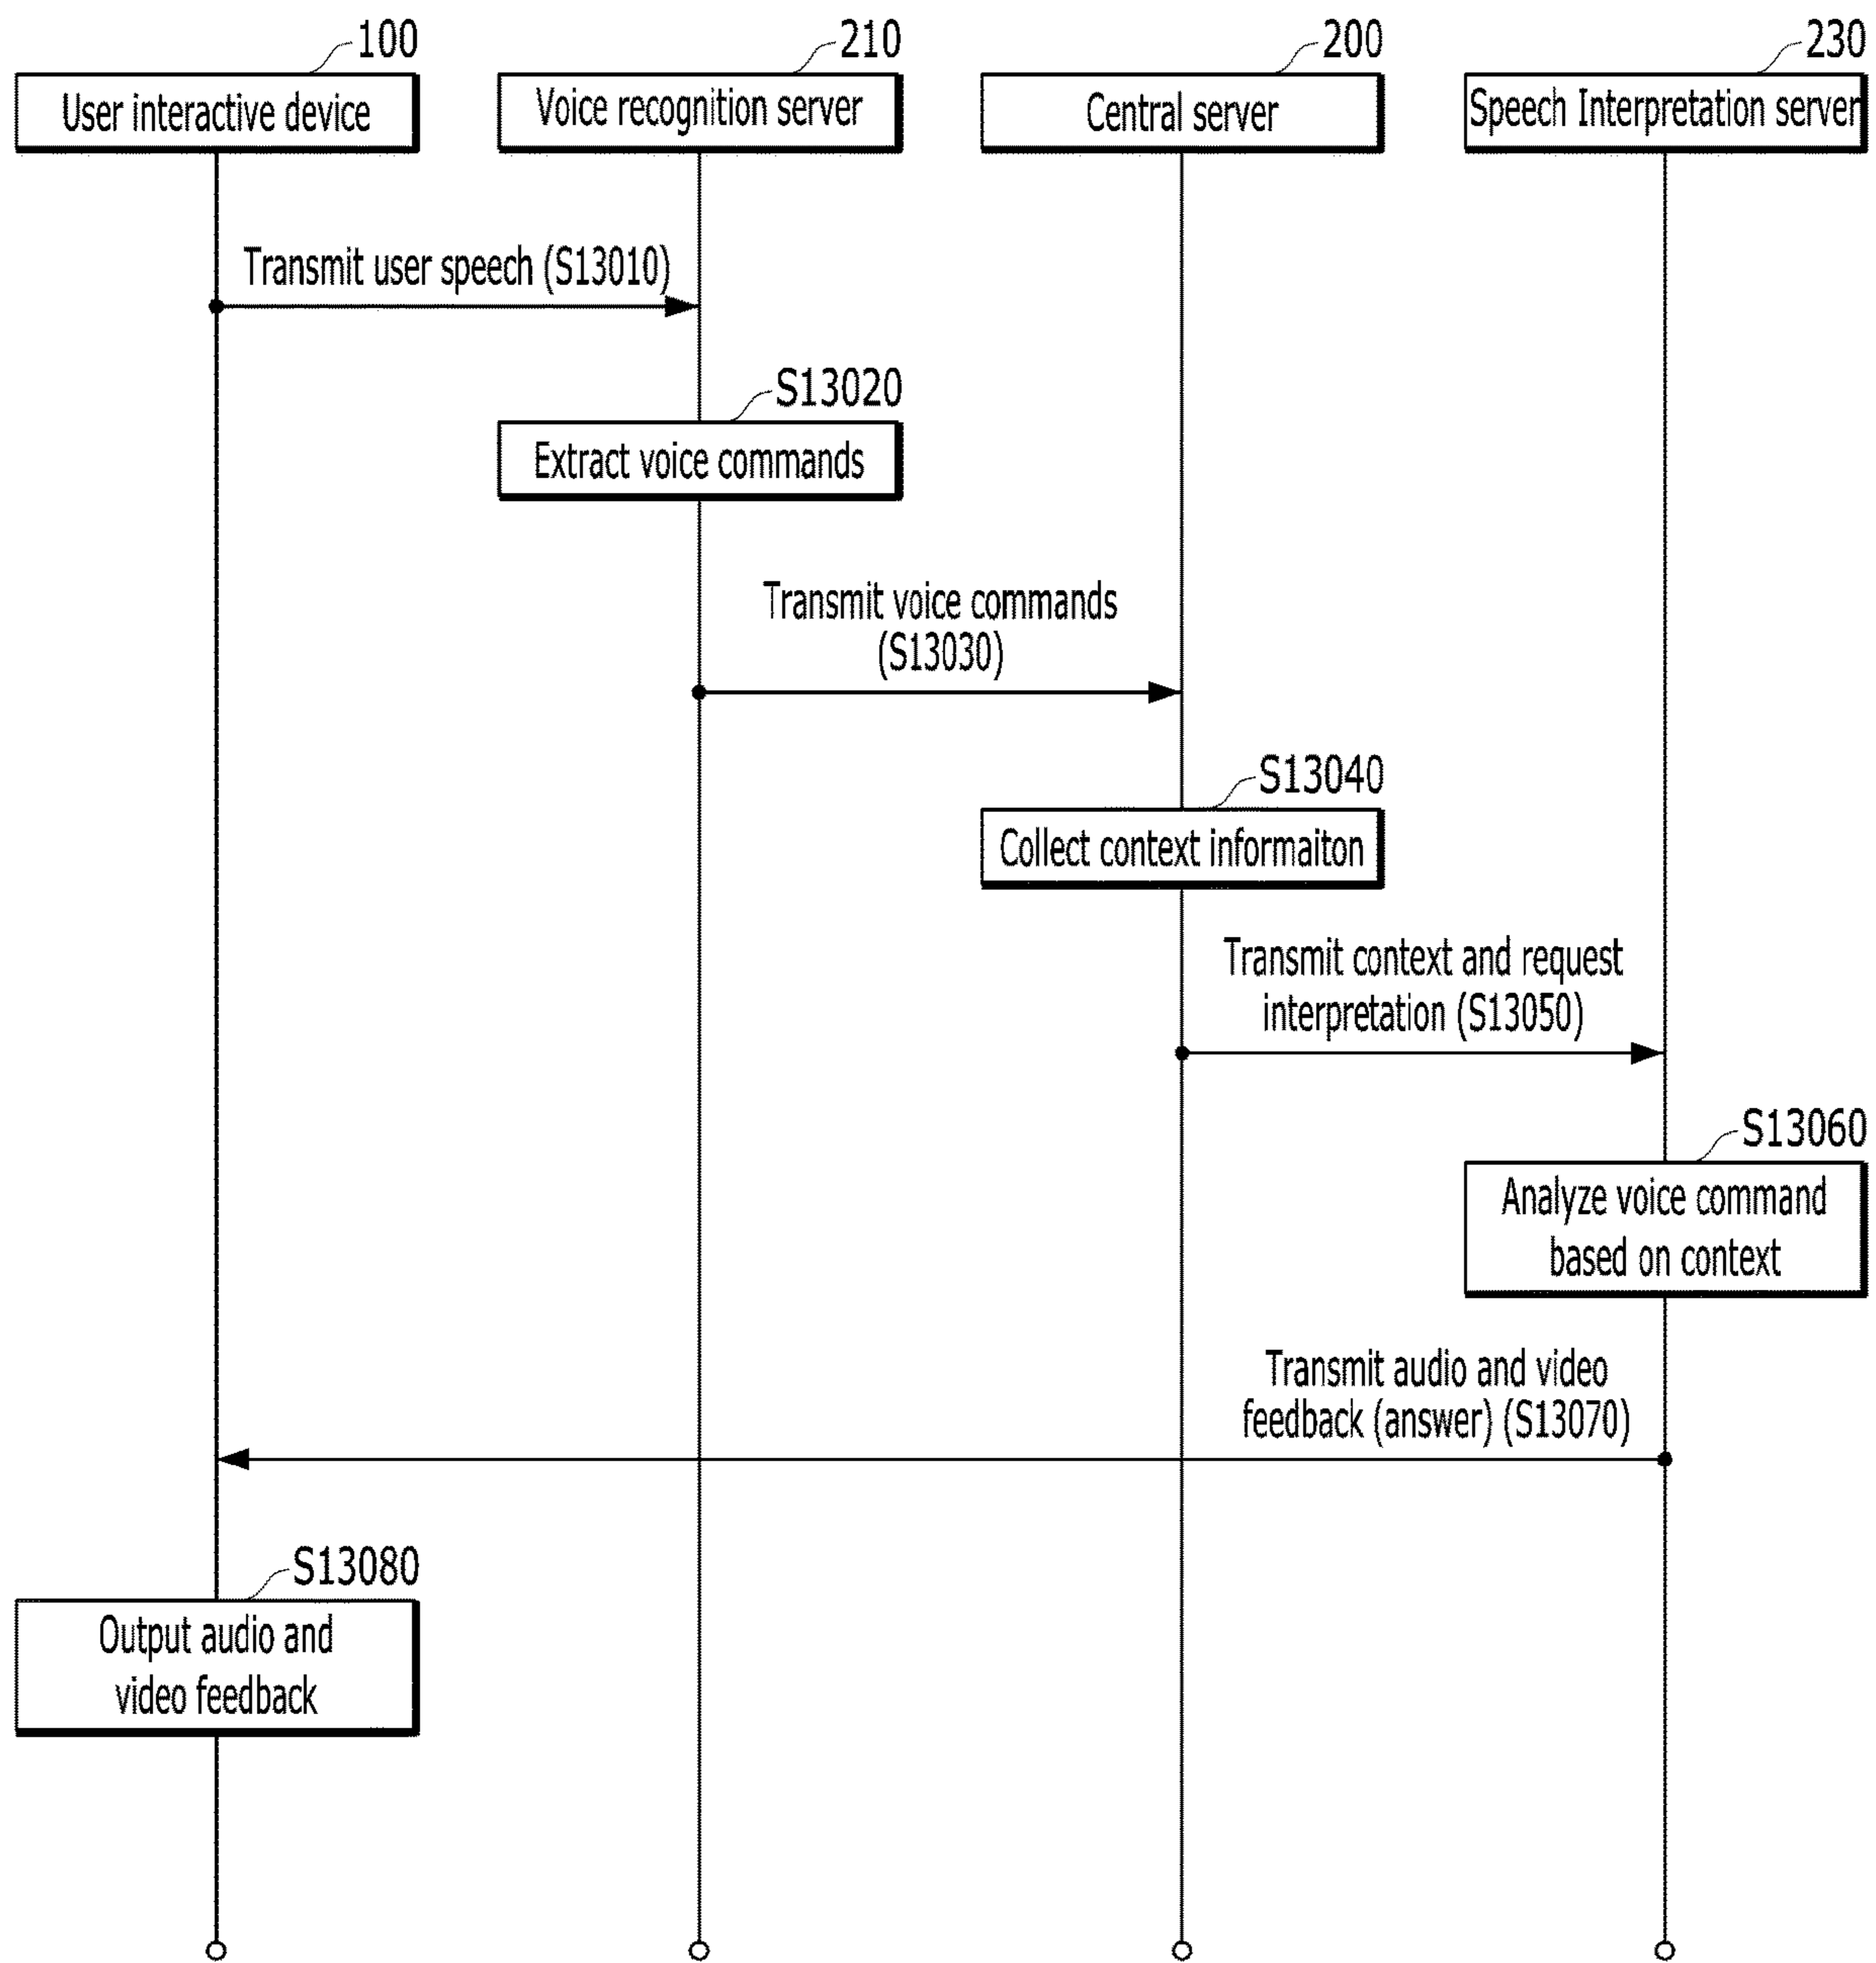 100
210
200
230
User interactive device
Voice recognition server
Central server
Speech Interpretation server
Transmit user speech (S13010)
S13020
Extract voice commands
Transmit voice commands
(S13030)
S13040
Collect context informaiton
Transmit context and request
interpretation (S13050)
S13060
Analyze voice command
based on context
Transmit audio and video
feedback (answer) (S13070)
S13080
Output audio and
video feedback